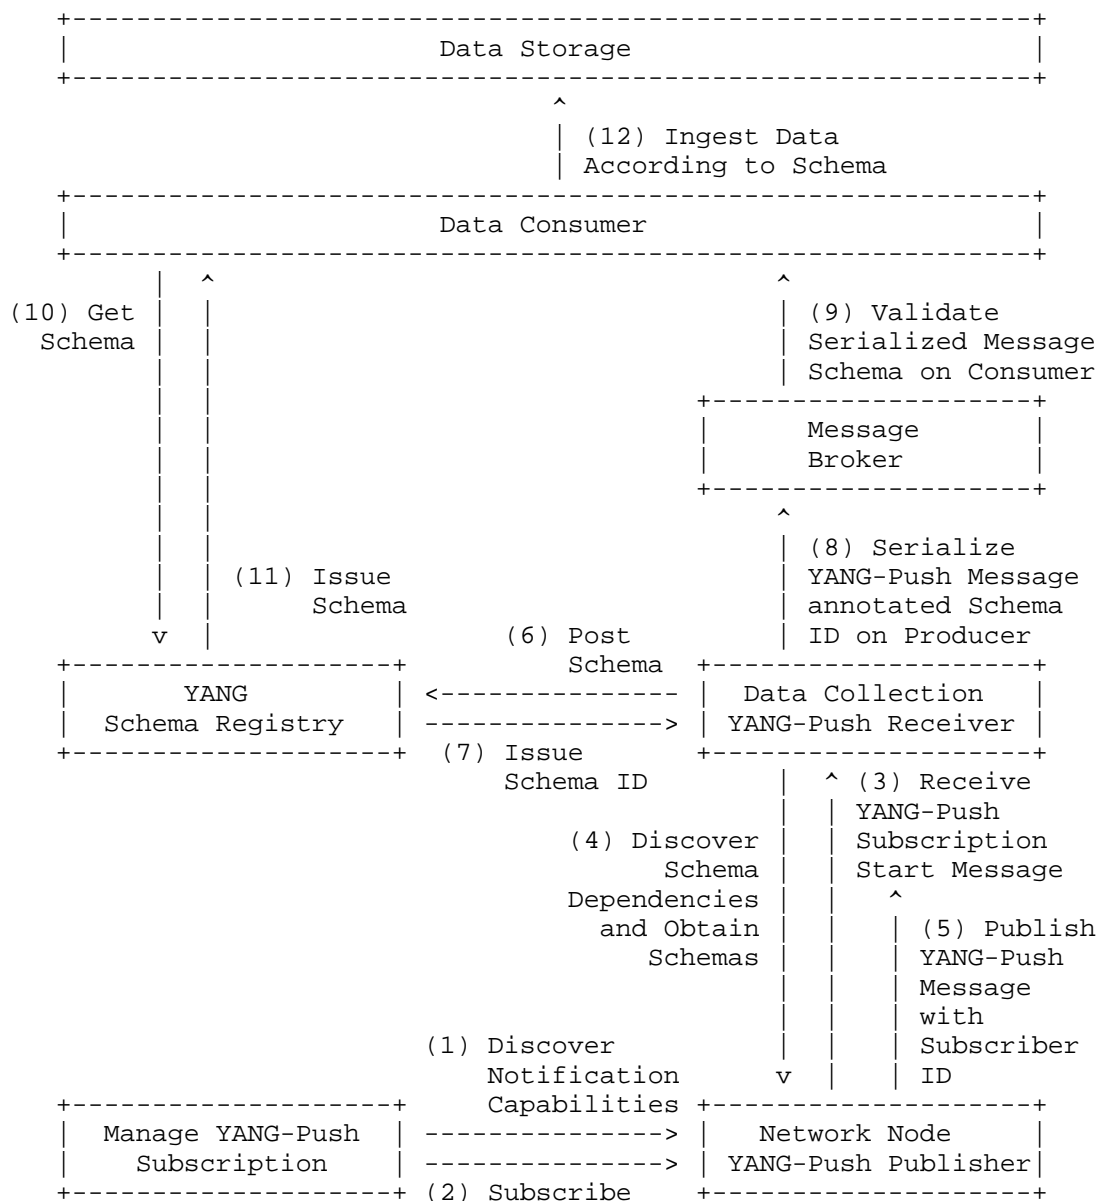 Data Storage
(12) Ingest Data
According to Schema
Data Consumer
(10) Get
Schema
(9) Validate
Serialized Message
Schema on Consumer
Message
Broker
(8) Serialize
YANG-Push Message
annotated Schema
ID on Producer
(11) Issue
Schema
(6) Post
Schema
YANG
Schema Registry
Data Collection
YANG-Push Receiver
(7) Issue
Schema ID
(3) Receive
YANG-Push
Subscription
Start Message
(4) Discover
Schema
Dependencies
and Obtain
Schemas
(5) Publish
YANG-Push
Message
with
Subscriber
ID
(1) Discover
Notification
Capabilities
Manage YANG-Push
Subscription
Network Node
YANG-Push Publisher
(2) Subscribe